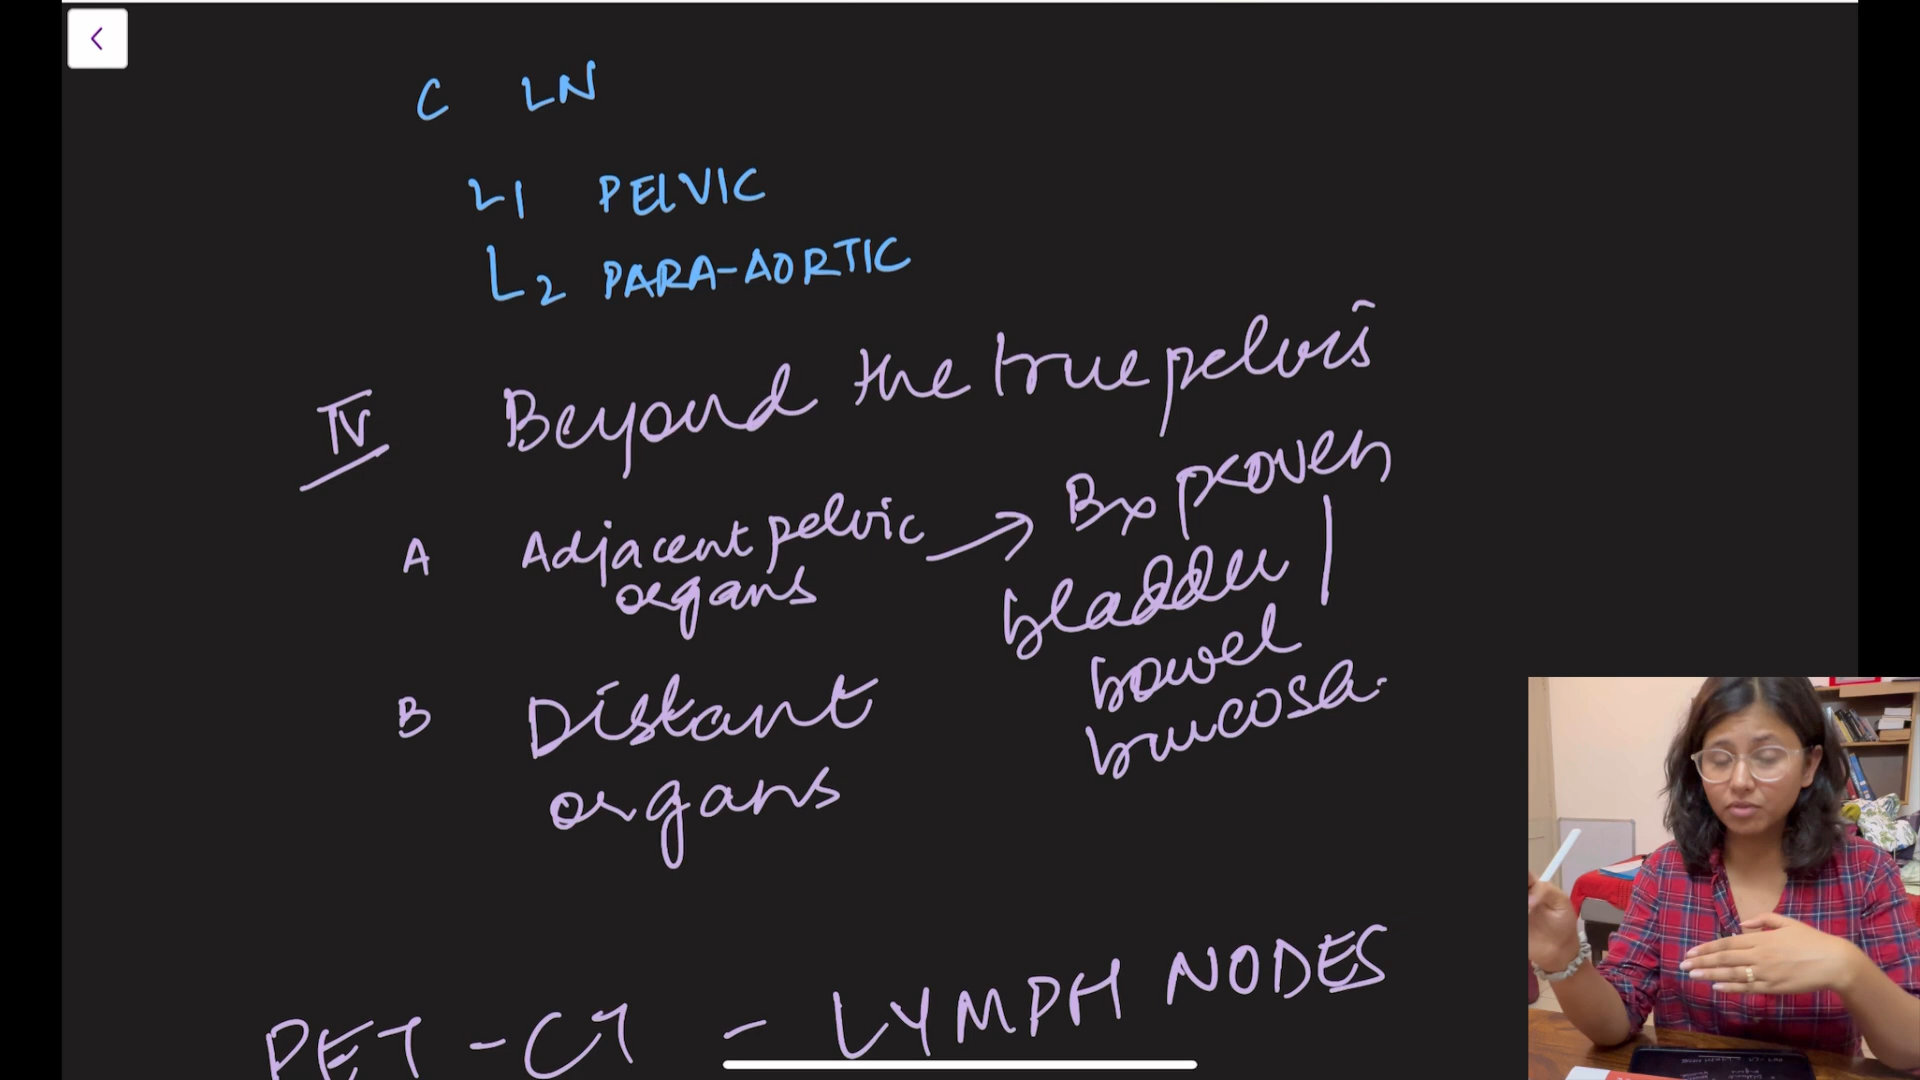 C LN
L1 PELVIC
L2 PARA-AORTIC
IV Beyond the true pelvis
A Adjacent pelvic organs → Bx proven
bladder /
bowel
mucosa.
B Distant
organs
PET-CT - LYMPH NODES